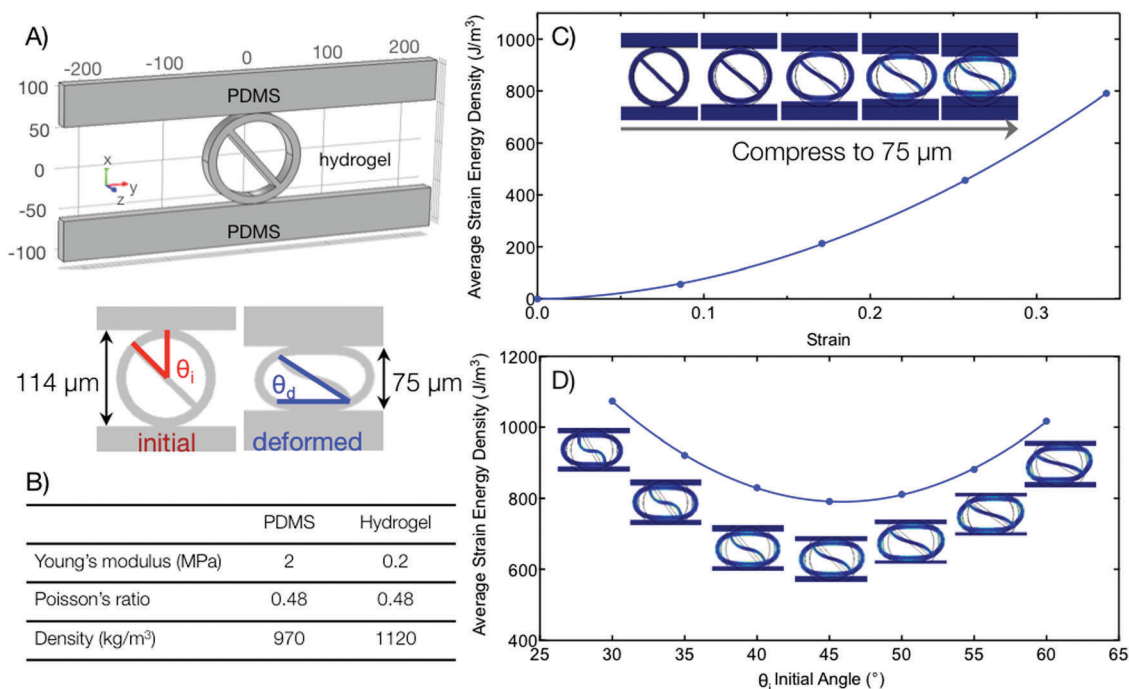 A)
-200
-100
0
100
200
100
50
0
-50
-100
PDMS
hydrogel
x
y
z
PDMS
114 µm
θi
initial
θd
deformed
75 µm
B)
PDMS Hydrogel
Young's modulus (MPa) 2 0.2
Poisson's ratio 0.48 0.48
Density (kg/m³) 970 1120
C)
Average Strain Energy Density (J/m³)
1000
800
600
400
200
0
Compress to 75 µm
0.0 0.1 0.2 0.3
Strain
D)
Average Strain Energy Density (J/m³)
1200
1000
800
600
400
25 30 35 40 45 50 55 60 65
θi Initial Angle (°)